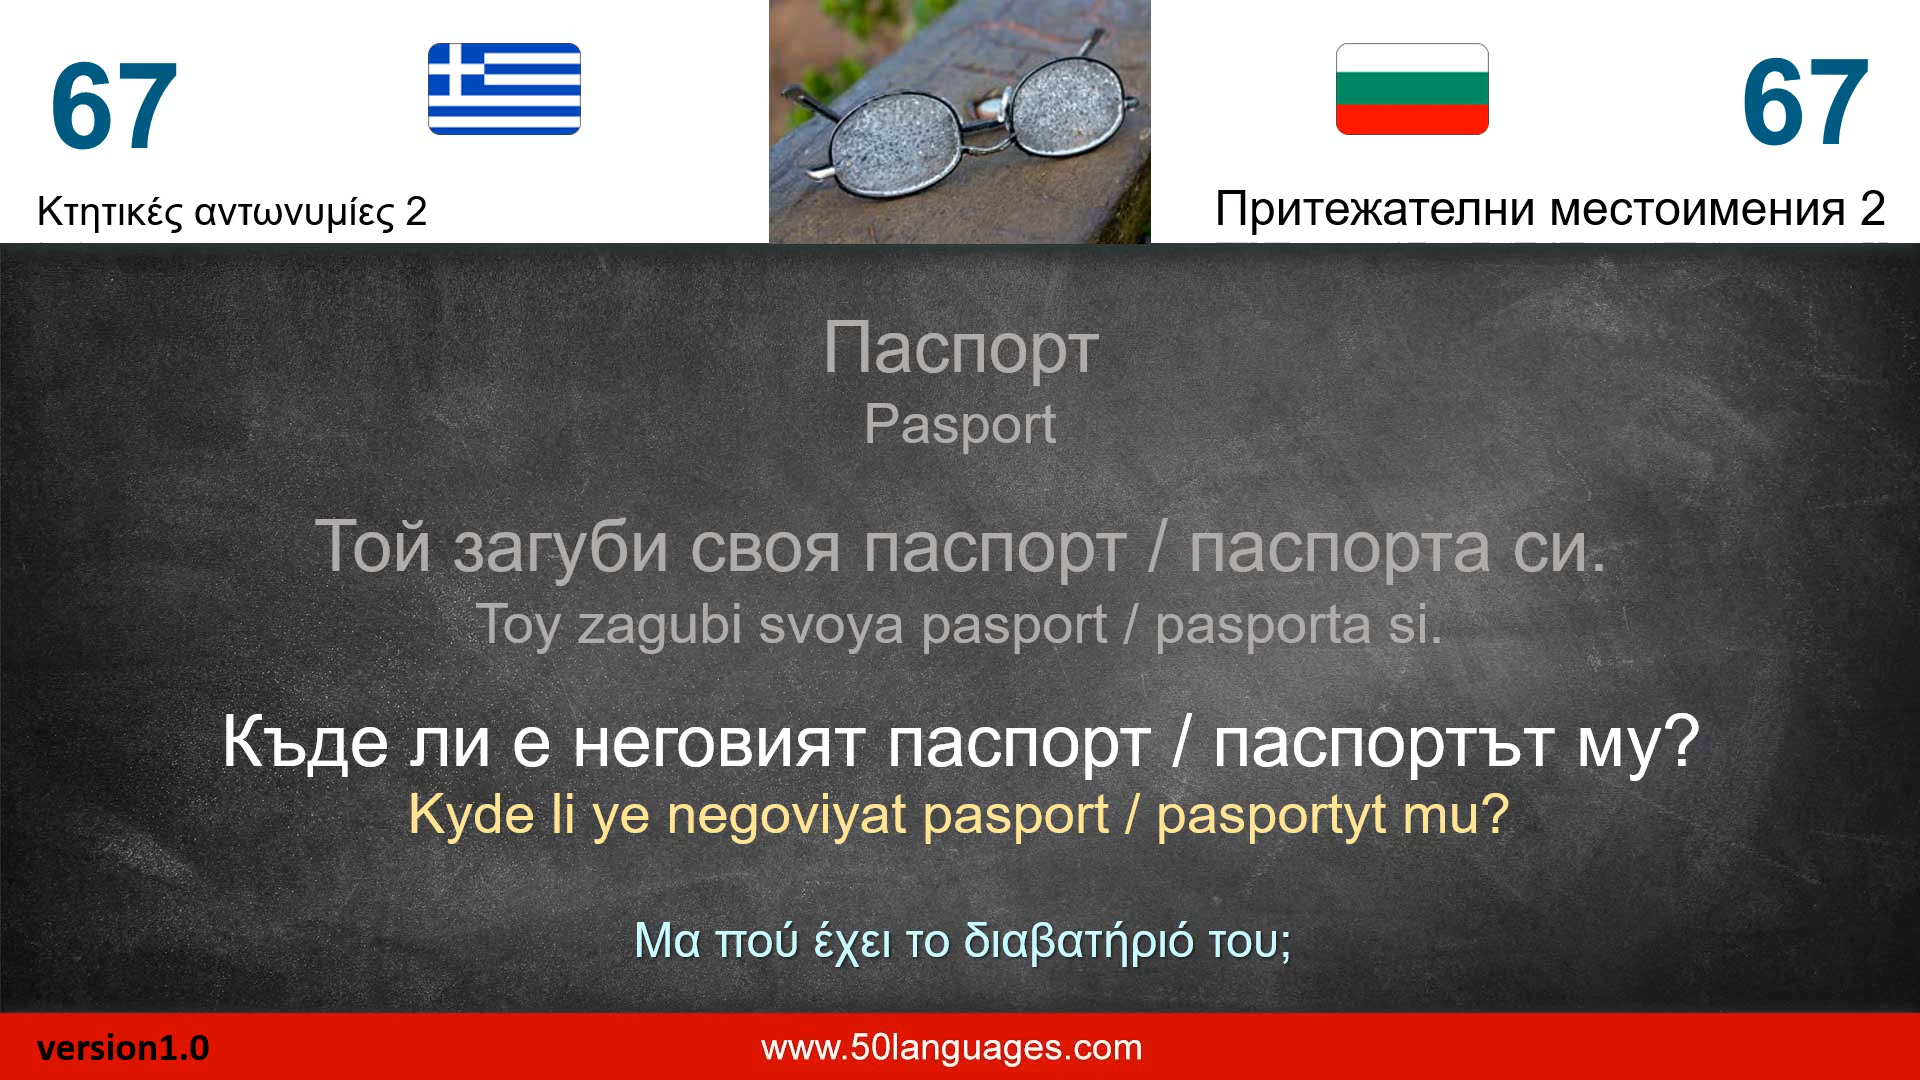 67
67
Κτητικές αντωνυμίες 2
Притежателни местоимения 2
Паспорт
Pasport
Той загуби своя паспорт / паспорта си.
Toy zagubi svoya pasport / pasporta si.
Къде ли е неговият паспорт / паспортът му?
Kyde li ye negoviyat pasport / pasportyt mu?
Μα πού έχει το διαβατήριό του;
version1.0
www.50languages.com